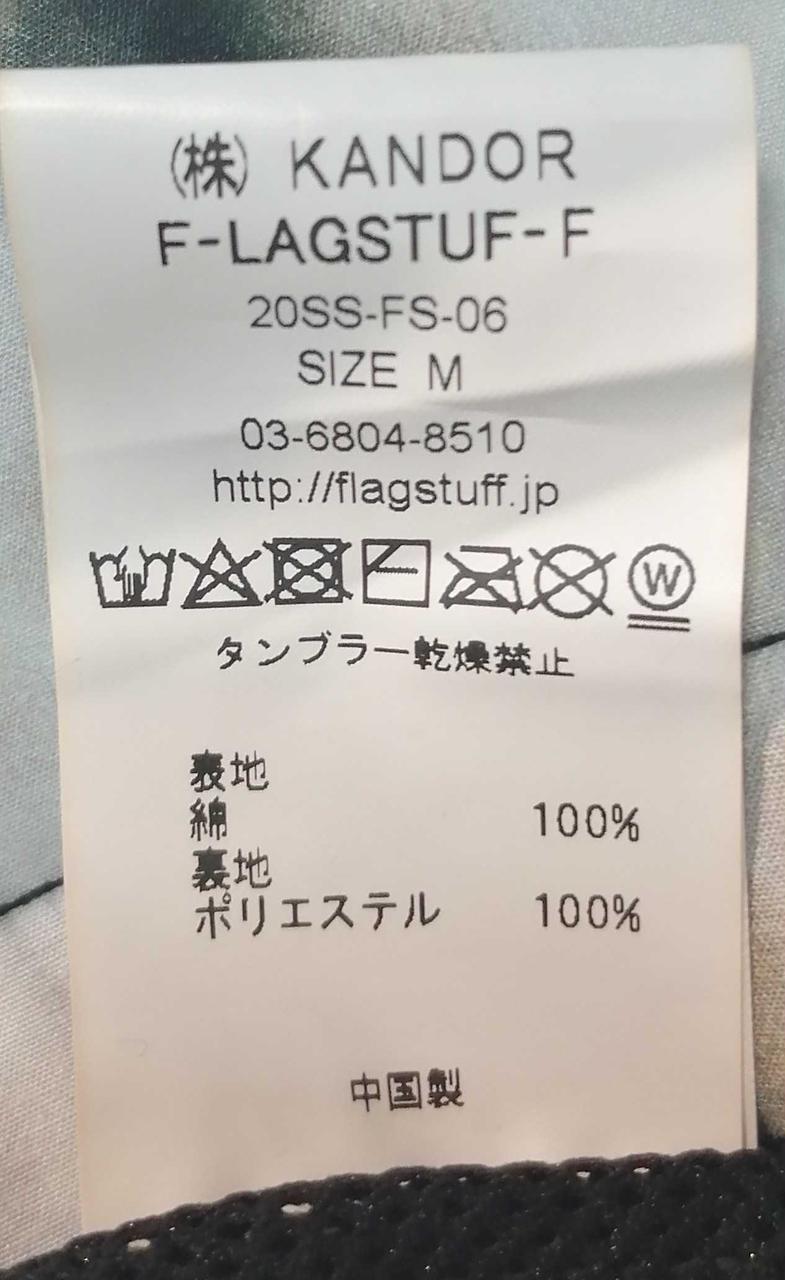 (株) KANDOR
F-LAGSTUF-F
20SS-FS-06
SIZE M
03-6804-8510
http://flagstuff.jp
W
タンブラー乾燥禁止
表地
綿 100%
裏地
ポリエステル 100%
中国製